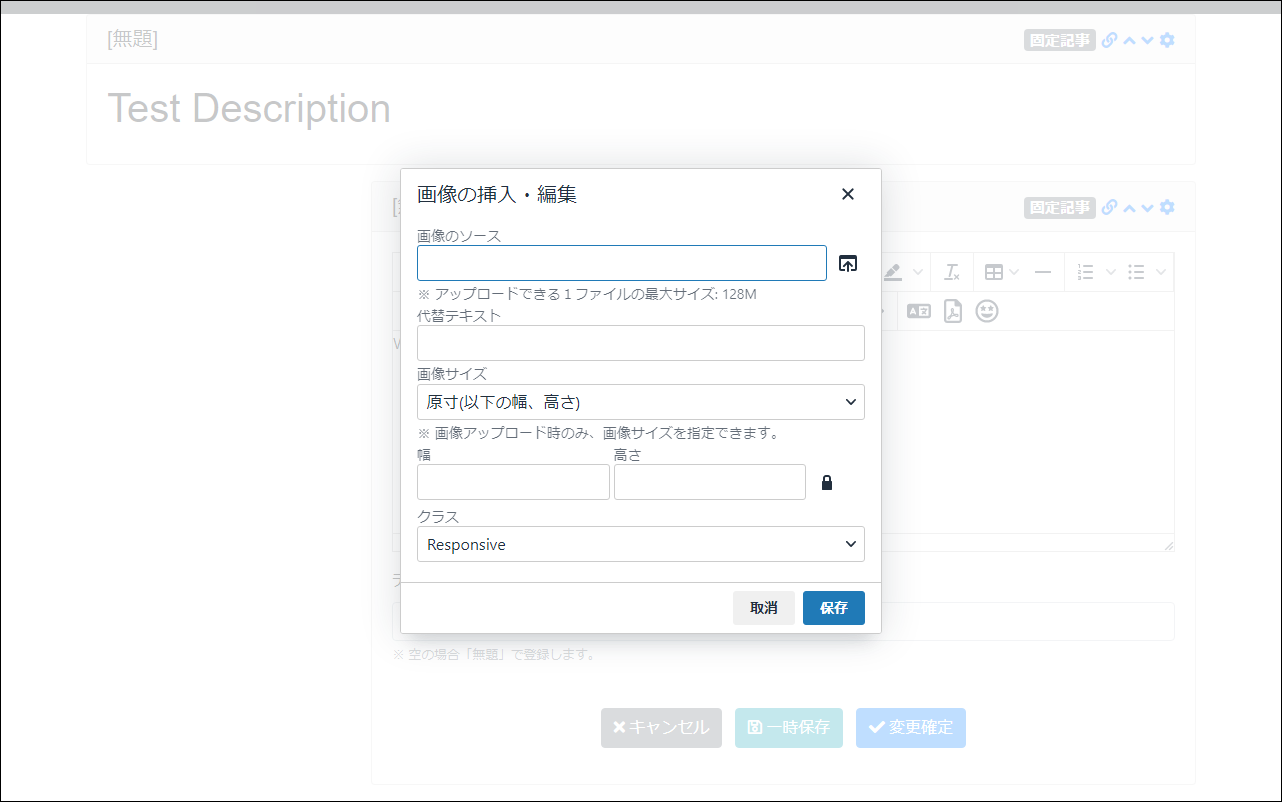 [無題]
固定記事
Test Description
固定記事
画像の挿入・編集
画像のソース
※ アップロードできる１ファイルの最大サイズ: 128M
代替テキスト
画像サイズ
原寸(以下の幅、高さ)
※ 画像アップロード時のみ、画像サイズを指定できます。
幅 高さ
クラス
Responsive
取消 保存
※ 空の場合「無題」で登録します。
キャンセル 一時保存 変更確定